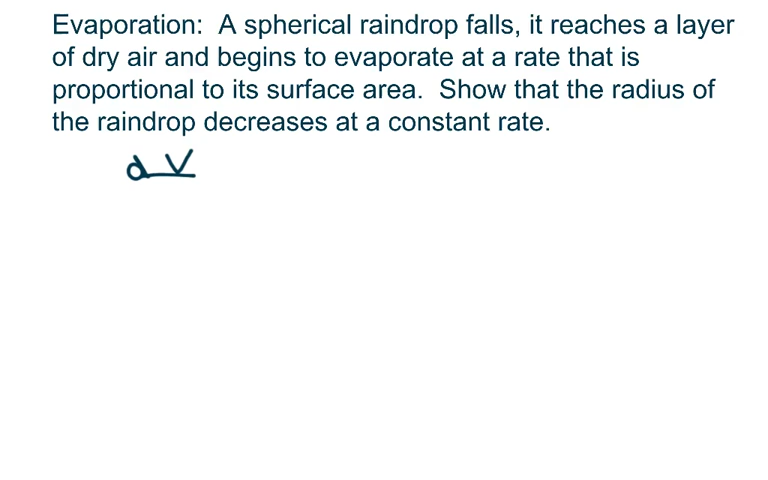 Evaporation: A spherical raindrop falls, it reaches a layer
of dry air and begins to evaporate at a rate that is
proportional to its surface area. Show that the radius of
the raindrop decreases at a constant rate.
dV